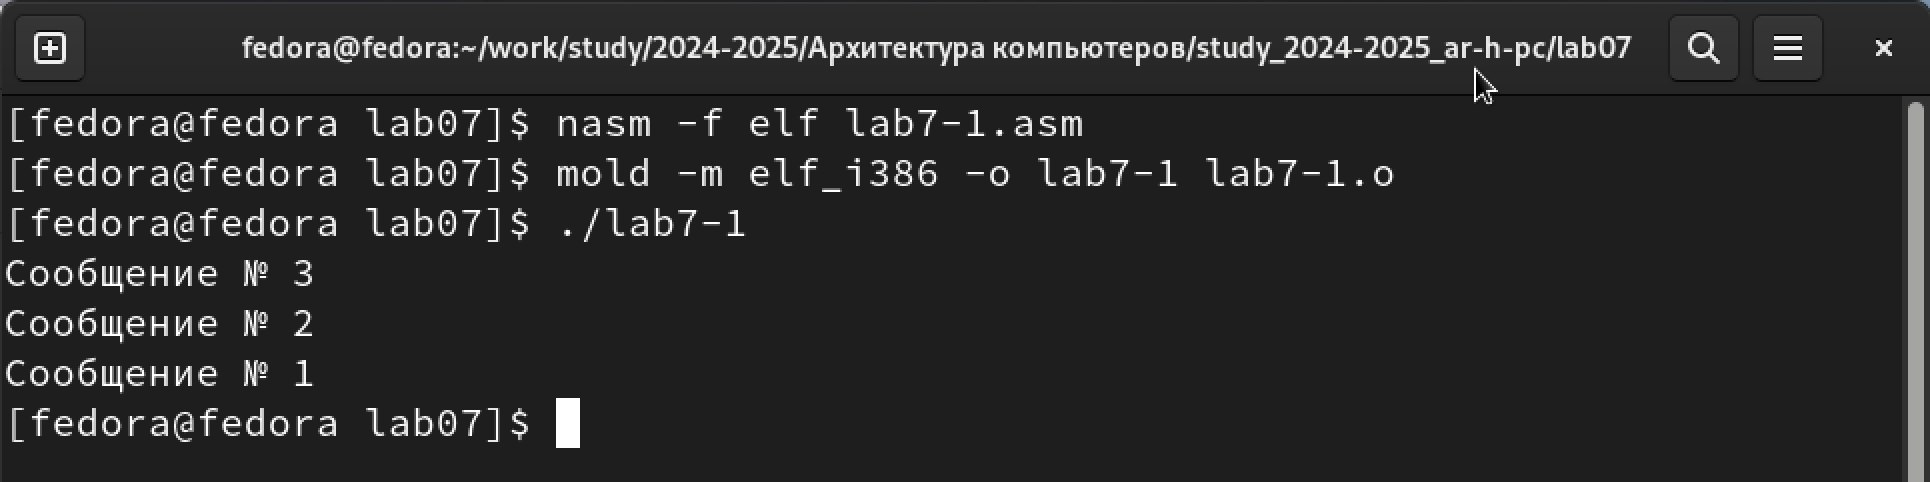 fedora@fedora:~/work/study/2024-2025/Архитектура компьютеров/study_2024-2025_ar-h-pc/lab07
[fedora@fedora lab07]$ nasm -f elf lab7-1.asm
[fedora@fedora lab07]$ mold -m elf_i386 -o lab7-1 lab7-1.o
[fedora@fedora lab07]$ ./lab7-1
Сообщение № 3
Сообщение № 2
Сообщение № 1
[fedora@fedora lab07]$